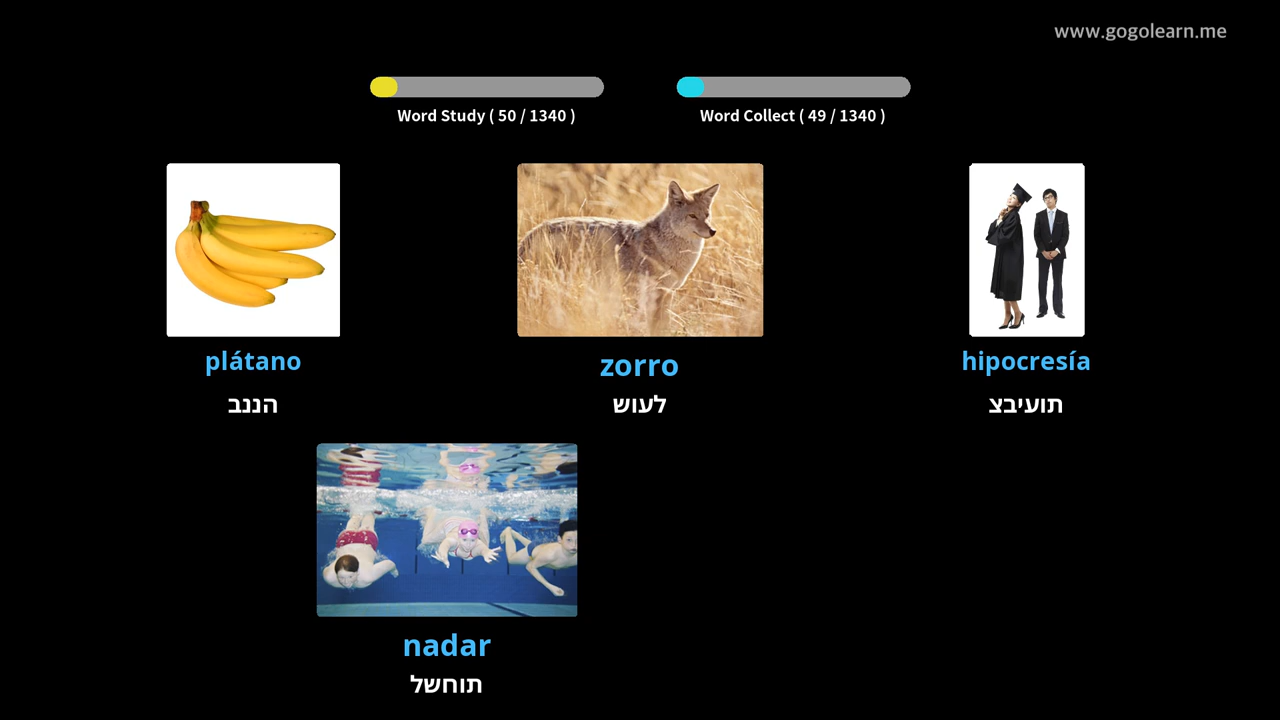 www.gogolearn.me
Word Study ( 50 / 1340 )
Word Collect ( 49 / 1340 )
plátano
הננב
zorro
לעוש
hipocresía
תועיבצ
nadar
תוחשל